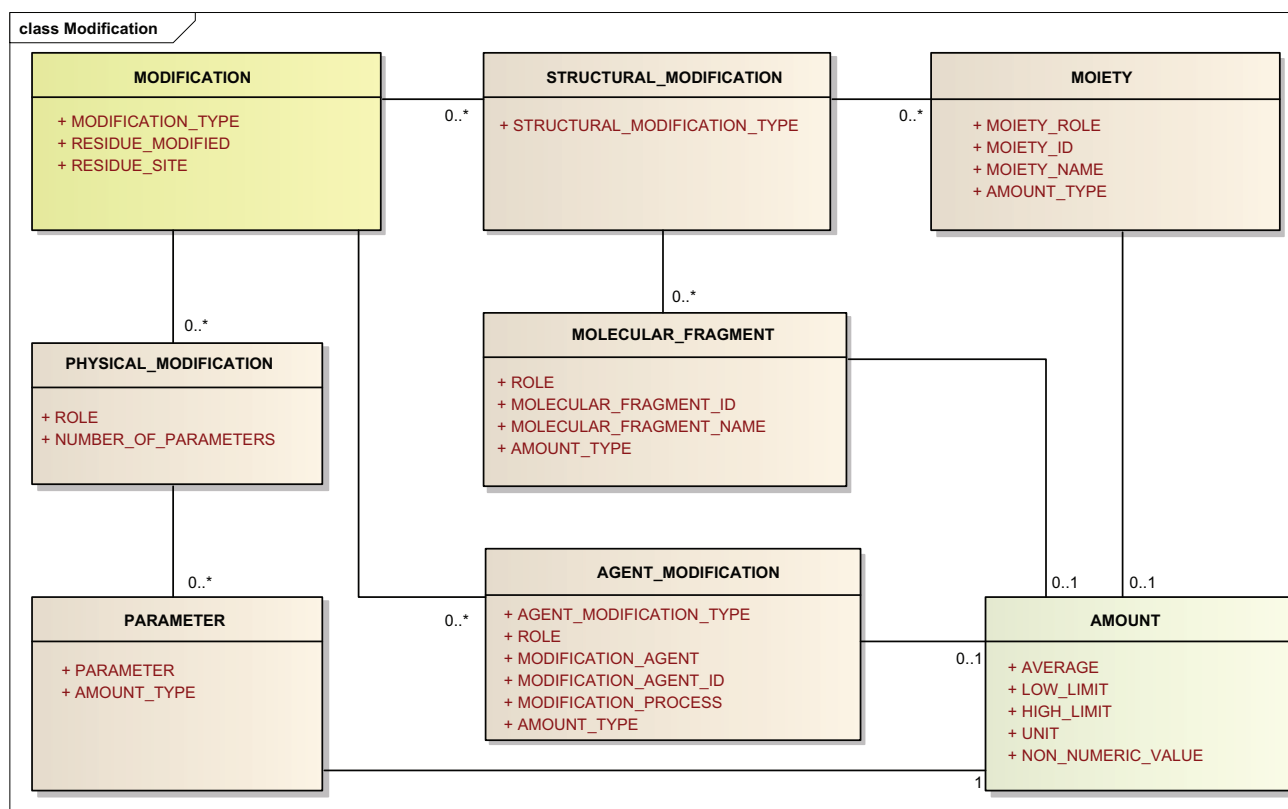 class Modification
MODIFICATION
+ MODIFICATION_TYPE
+ RESIDUE_MODIFIED
+ RESIDUE_SITE
0..*
STRUCTURAL_MODIFICATION
+ STRUCTURAL_MODIFICATION_TYPE
0..*
MOIETY
+ MOIETY_ROLE
+ MOIETY_ID
+ MOIETY_NAME
+ AMOUNT_TYPE
0..*
PHYSICAL_MODIFICATION
+ ROLE
+ NUMBER_OF_PARAMETERS
0..*
MOLECULAR_FRAGMENT
+ ROLE
+ MOLECULAR_FRAGMENT_ID
+ MOLECULAR_FRAGMENT_NAME
+ AMOUNT_TYPE
0..*
PARAMETER
+ PARAMETER
+ AMOUNT_TYPE
0..*
AGENT_MODIFICATION
+ AGENT_MODIFICATION_TYPE
+ ROLE
+ MODIFICATION_AGENT
+ MODIFICATION_AGENT_ID
+ MODIFICATION_PROCESS
+ AMOUNT_TYPE
0..1
0..1
0..1
1
AMOUNT
+ AVERAGE
+ LOW_LIMIT
+ HIGH_LIMIT
+ UNIT
+ NON_NUMERIC_VALUE